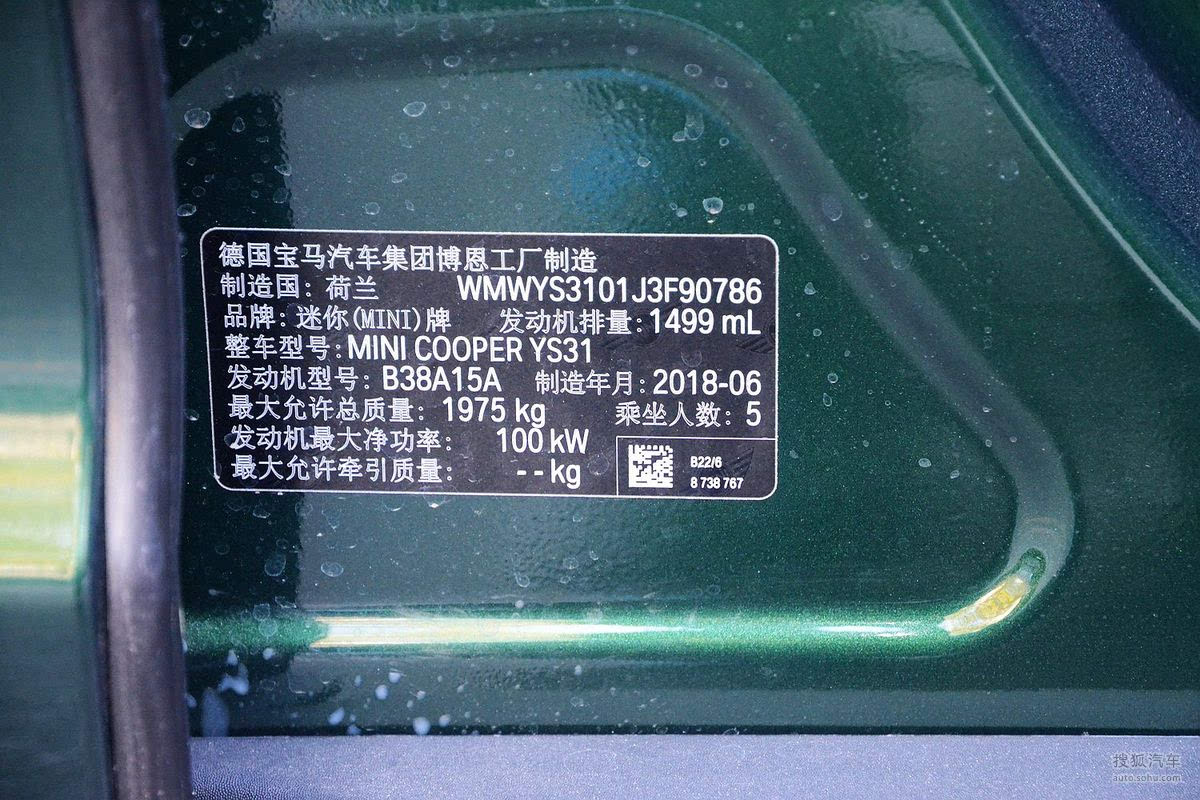 德国宝马汽车集团博恩工厂制造
制造国: 荷兰 WMWYS3101J3F90786
品牌: 迷你(MINI)牌 发动机排量: 1499 mL
整车型号: MINI COOPER YS31
发动机型号: B38A15A 制造年月: 2018-06
最大允许总质量: 1975 kg 乘坐人数: 5
发动机最大净功率: 100 kW
最大允许牵引质量: -- kg
B22/6
8 738 767
搜狐汽车
auto.sohu.com